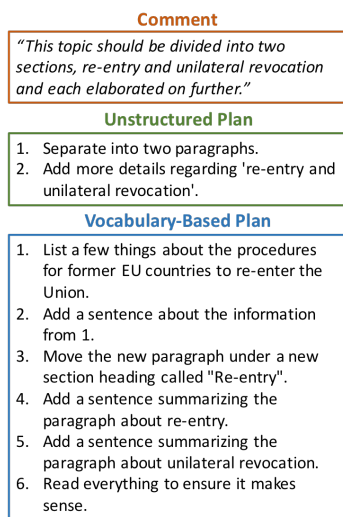 Comment
“This topic should be divided into two
sections, re-entry and unilateral revocation
and each elaborated on further.”
Unstructured Plan
1. Separate into two paragraphs.
2. Add more details regarding 're-entry and
unilateral revocation'.
Vocabulary-Based Plan
1. List a few things about the procedures
for former EU countries to re-enter the
Union.
2. Add a sentence about the information
from 1.
3. Move the new paragraph under a new
section heading called "Re-entry".
4. Add a sentence summarizing the
paragraph about re-entry.
5. Add a sentence summarizing the
paragraph about unilateral revocation.
6. Read everything to ensure it makes
sense.